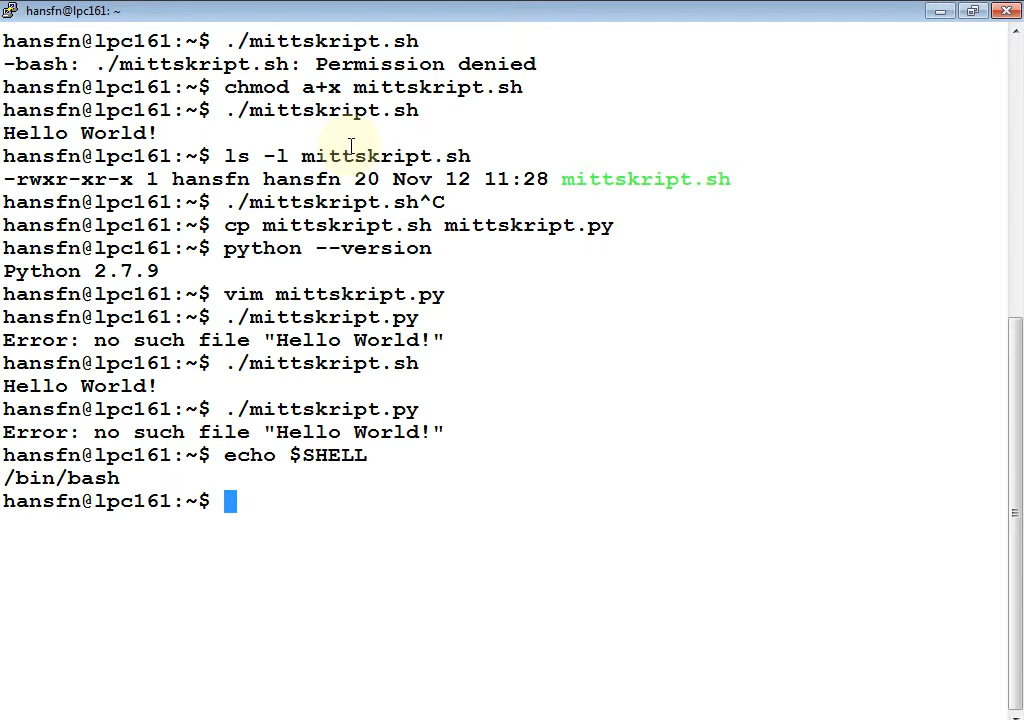 hansfn@lpc161: ~
hansfn@lpc161:~$ ./mittskript.sh
-bash: ./mittskript.sh: Permission denied
hansfn@lpc161:~$ chmod a+x mittskript.sh
hansfn@lpc161:~$ ./mittskript.sh
Hello World!
hansfn@lpc161:~$ ls -l mittskript.sh
-rwxr-xr-x 1 hansfn hansfn 20 Nov 12 11:28 mittskript.sh
hansfn@lpc161:~$ ./mittskript.sh^C
hansfn@lpc161:~$ cp mittskript.sh mittskript.py
hansfn@lpc161:~$ python --version
Python 2.7.9
hansfn@lpc161:~$ vim mittskript.py
hansfn@lpc161:~$ ./mittskript.py
Error: no such file "Hello World!"
hansfn@lpc161:~$ ./mittskript.sh
Hello World!
hansfn@lpc161:~$ ./mittskript.py
Error: no such file "Hello World!"
hansfn@lpc161:~$ echo $SHELL
/bin/bash
hansfn@lpc161:~$